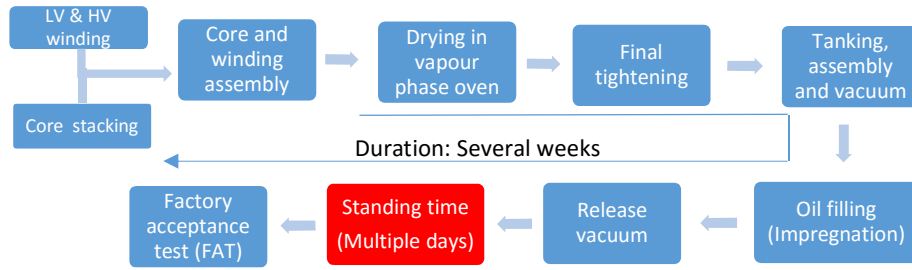 LV & HV
winding
Core stacking
Core and
winding
assembly
Drying in
vapour
phase oven
Final
tightening
Tanking,
assembly
and vacuum
Duration: Several weeks
Oil filling
(Impregnation)
Release
vacuum
Standing time
(Multiple days)
Factory
acceptance
test (FAT)